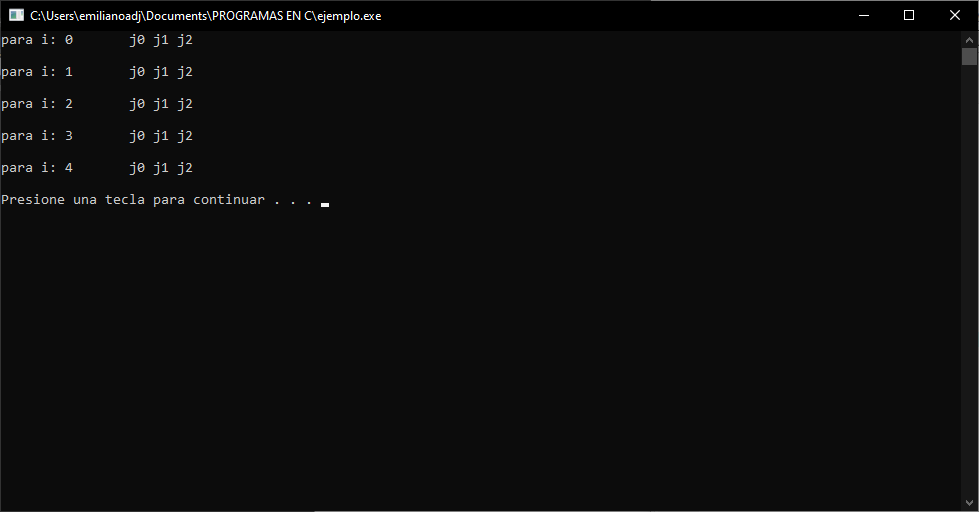 C:\Users\emilianoadj\Documents\PROGRAMAS EN C\ejemplo.exe
para i: 0       j0 j1 j2
para i: 1       j0 j1 j2
para i: 2       j0 j1 j2
para i: 3       j0 j1 j2
para i: 4       j0 j1 j2
Presione una tecla para continuar . . .